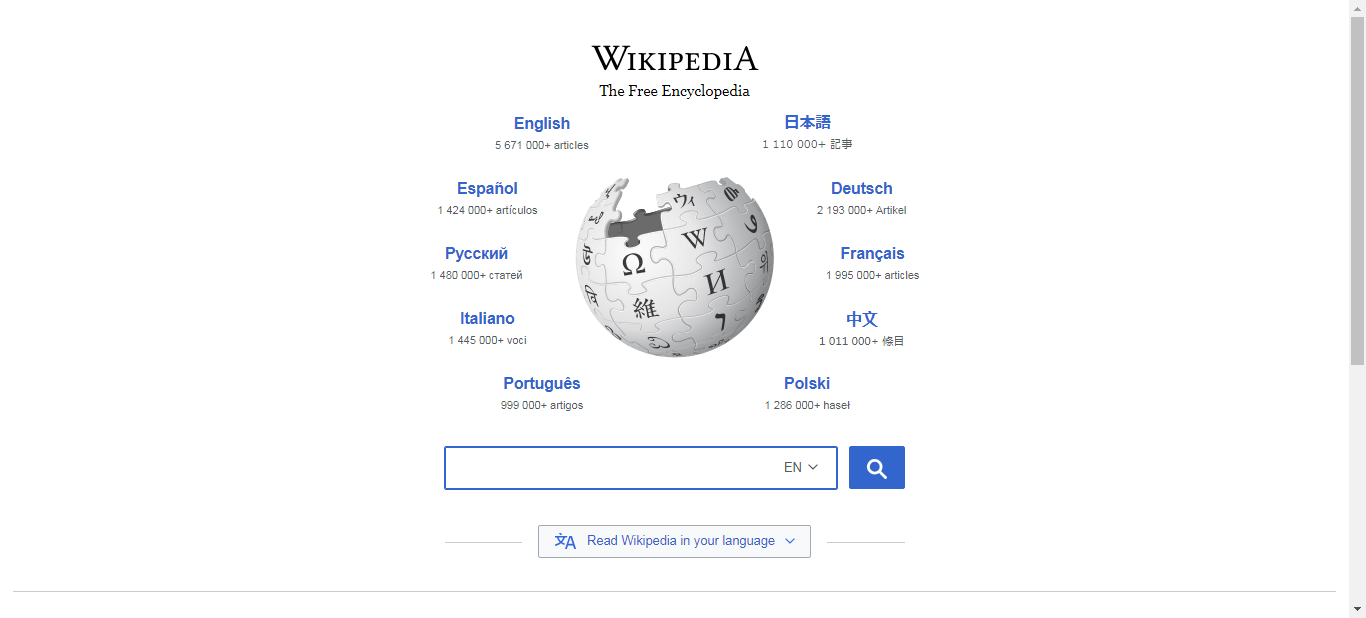 WIKIPEDIA
The Free Encyclopedia
English
5 671 000+ articles
日本語
1 110 000+ 記事
Español
1 424 000+ artículos
Deutsch
2 193 000+ Artikel
Русский
1 480 000+ статей
Français
1 995 000+ articles
Italiano
1 445 000+ voci
中文
1 011 000+ 條目
Português
999 000+ artigos
Polski
1 286 000+ haseł
ウィ
W
Ω
И
維
EN
Read Wikipedia in your language